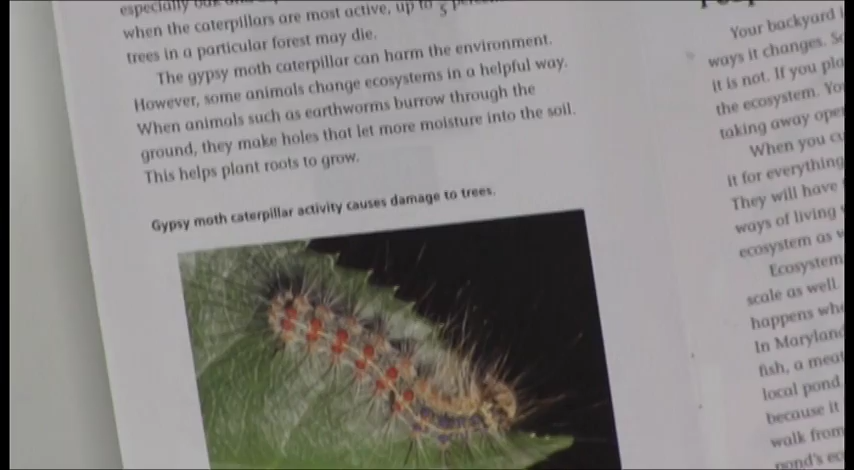 especially
when the caterpillars are most active, up to 5
trees in a particular forest may die.
The gypsy moth caterpillar can harm the environment.
However, some animals change ecosystems in a helpful way.
When animals such as earthworms burrow through the
ground, they make holes that let more moisture into the soil.
This helps plant roots to grow.
Gypsy moth caterpillar activity causes damage to trees.
Your backyard
ways it changes.
it is not. If you
the ecosystem.
taking away
When you
it for everything
They will have
ways of living
ecosystem as
Ecosystem
scale as well.
happens
In
fish, a
local pond.
because it
walk from
pond's